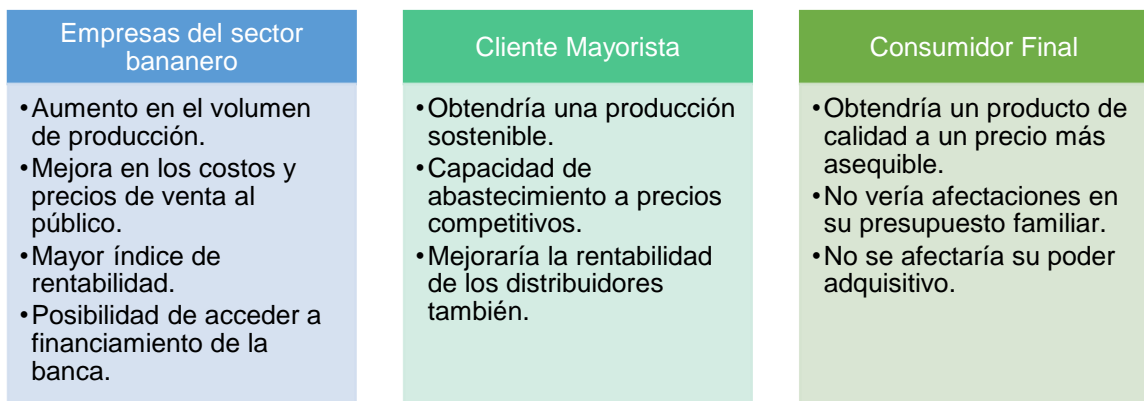 Empresas del sector
bananero
•Aumento en el volumen
de producción.
•Mejora en los costos y
precios de venta al
público.
•Mayor índice de
rentabilidad.
•Posibilidad de acceder a
financiamiento de la
banca.
Cliente Mayorista
•Obtendría una producción
sostenible.
•Capacidad de
abastecimiento a precios
competitivos.
•Mejoraría la rentabilidad
de los distribuidores
también.
Consumidor Final
•Obtendría un producto de
calidad a un precio más
asequible.
•No vería afectaciones en
su presupuesto familiar.
•No se afectaría su poder
adquisitivo.